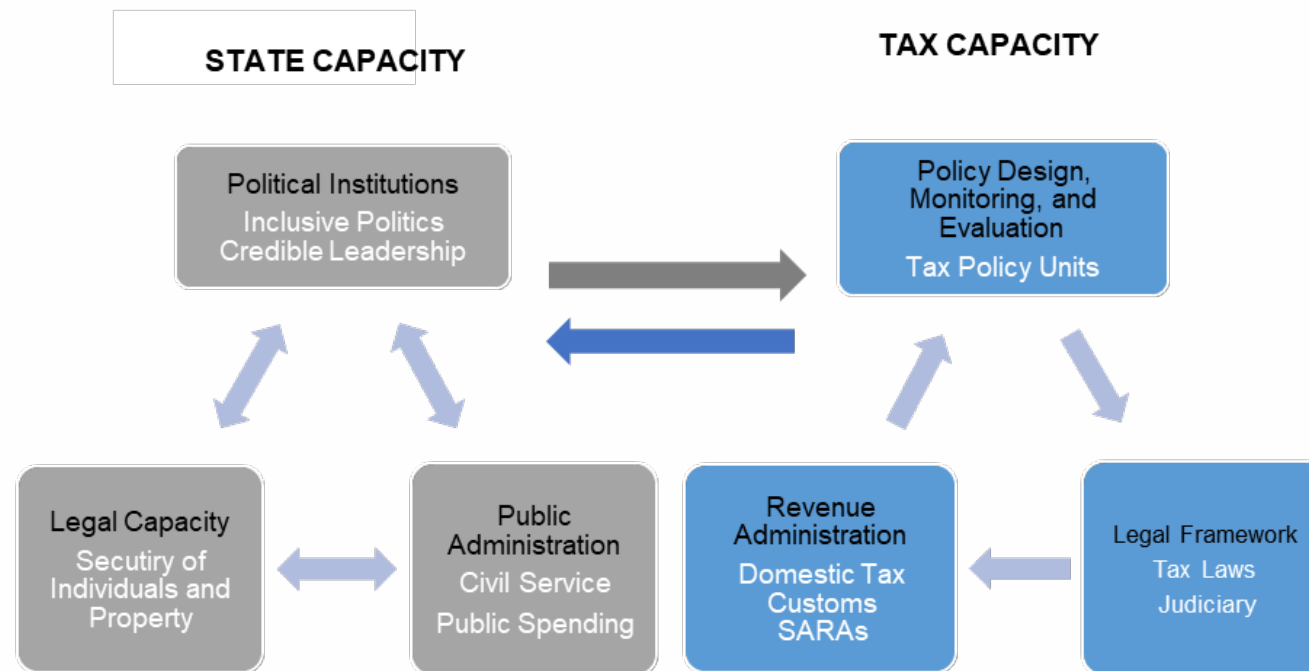 STATE CAPACITY
TAX CAPACITY
Political Institutions
Inclusive Politics
Credible Leadership
Policy Design,
Monitoring, and
Evaluation
Tax Policy Units
Legal Capacity
Secutiry of
Individuals and
Property
Public
Administration
Civil Service
Public Spending
Revenue
Administration
Domestic Tax
Customs
SARAs
Legal Framework
Tax Laws
Judiciary